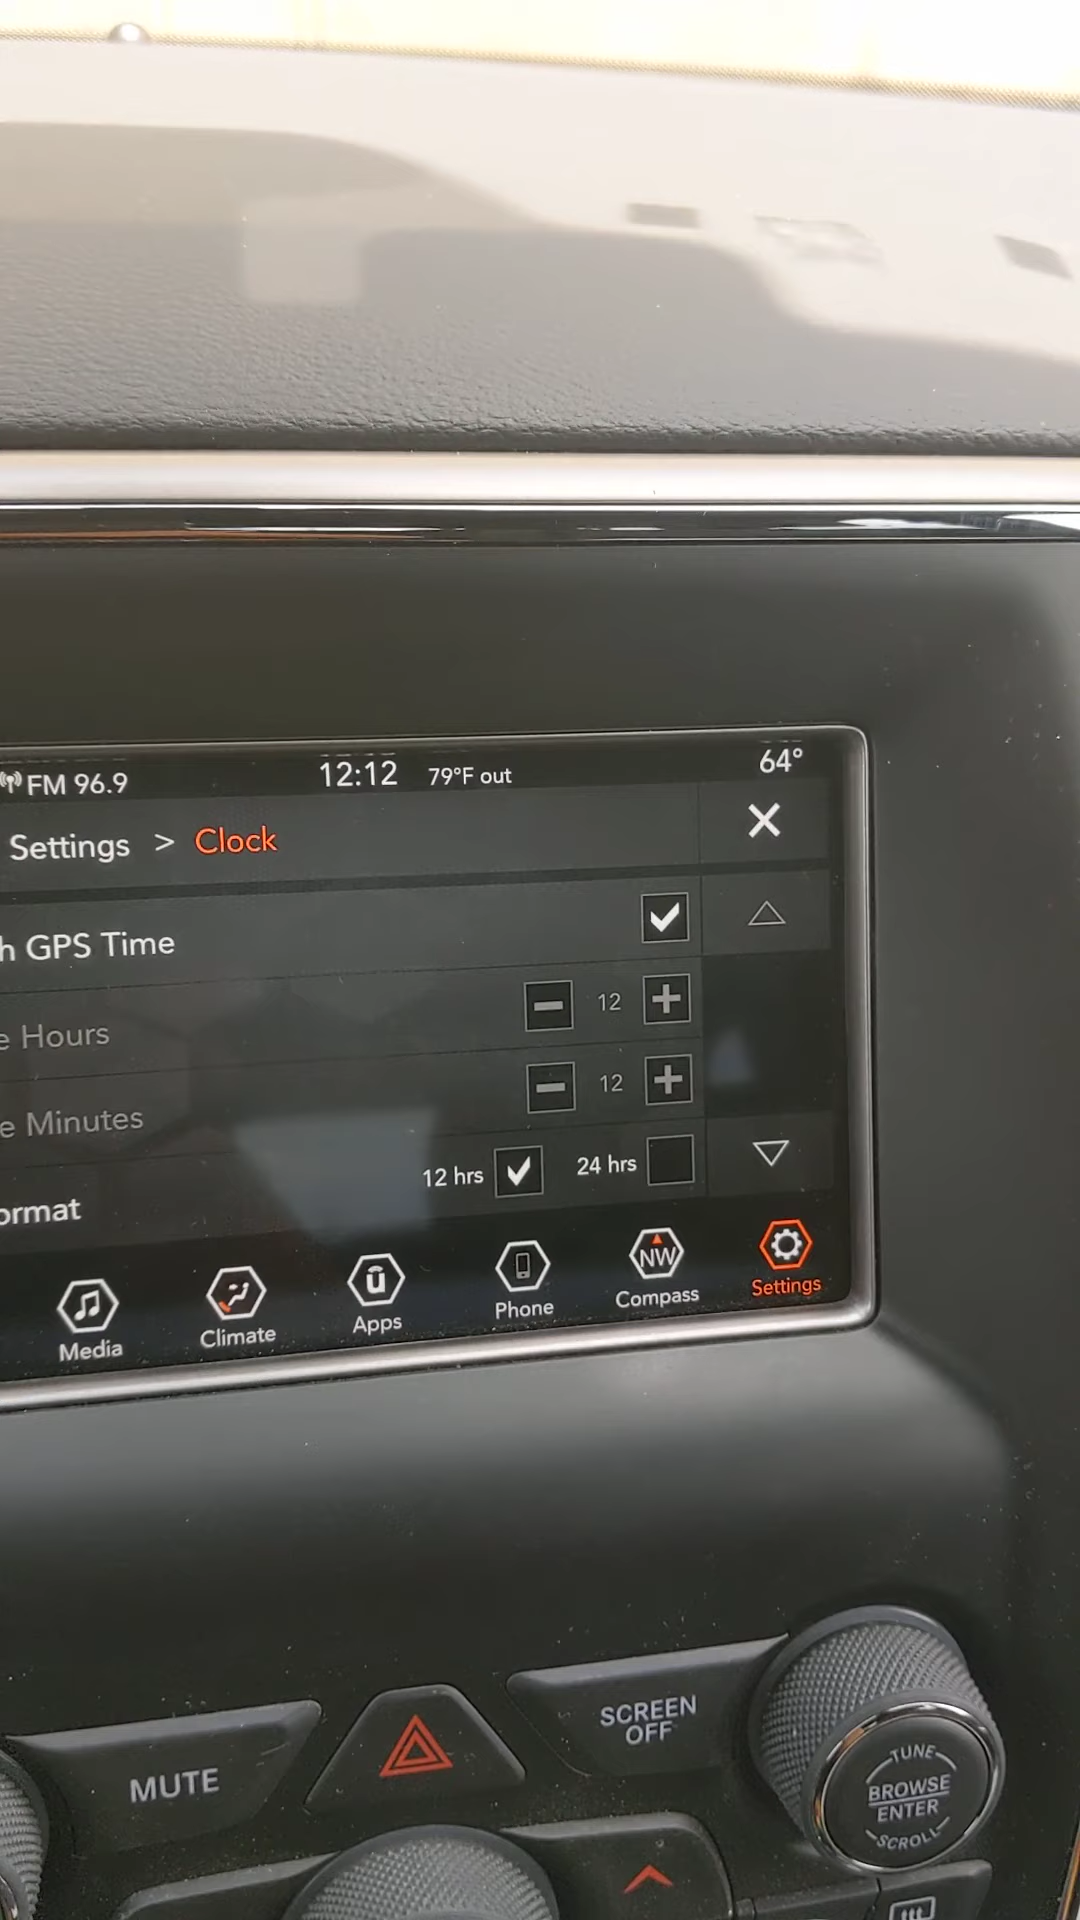 FM 96.9 12:12 79°F out 64°
Settings > Clock
GPS Time
Hours 12
Minutes 12
12 hrs 24 hrs
Media Climate Apps Phone NW Compass Settings
MUTE
SCREEN OFF
TUNE
BROWSE
ENTER
SCROLL